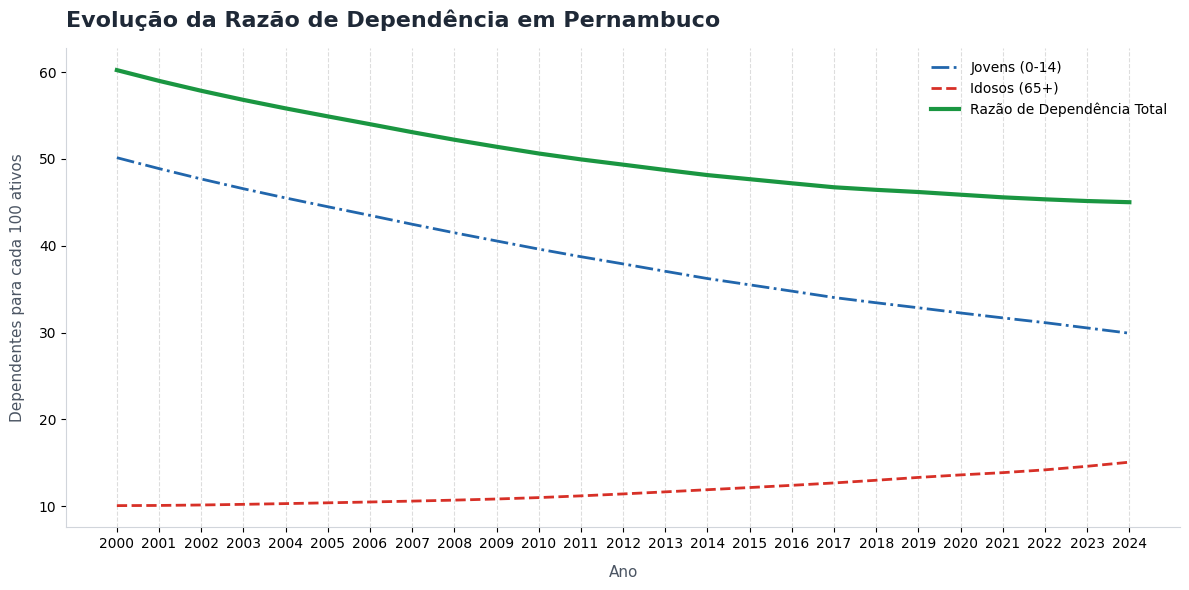 Evolução da Razão de Dependência em Pernambuco
Jovens (0-14)
Idosos (65+)
Razão de Dependência Total
Dependentes para cada 100 ativos
60
50
40
30
20
10
2000 2001 2002 2003 2004 2005 2006 2007 2008 2009 2010 2011 2012 2013 2014 2015 2016 2017 2018 2019 2020 2021 2022 2023 2024
Ano